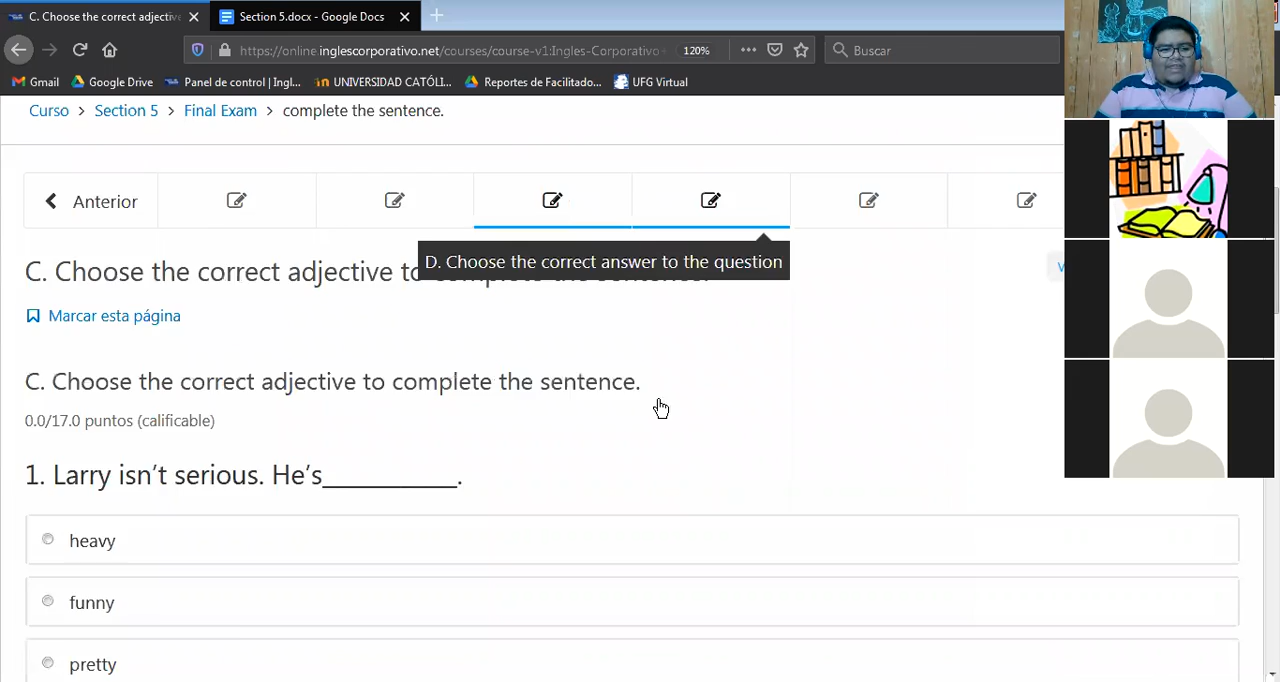 C. Choose the correct adjective
Section 5.docx - Google Docs
https://online.inglescorporativo.net/courses/course-v1:Ingles-Corporativo
120%
Buscar
Gmail
Google Drive
Panel de control | Ingl...
UNIVERSIDAD CATÓLI...
Reportes de Facilitado...
UFG Virtual
Curso > Section 5 > Final Exam > complete the sentence.
Anterior
D. Choose the correct answer to the question
C. Choose the correct adjective to complete the sentence.
Marcar esta página
C. Choose the correct adjective to complete the sentence.
0.0/17.0 puntos (calificable)
1. Larry isn’t serious. He’s___________.
heavy
funny
pretty